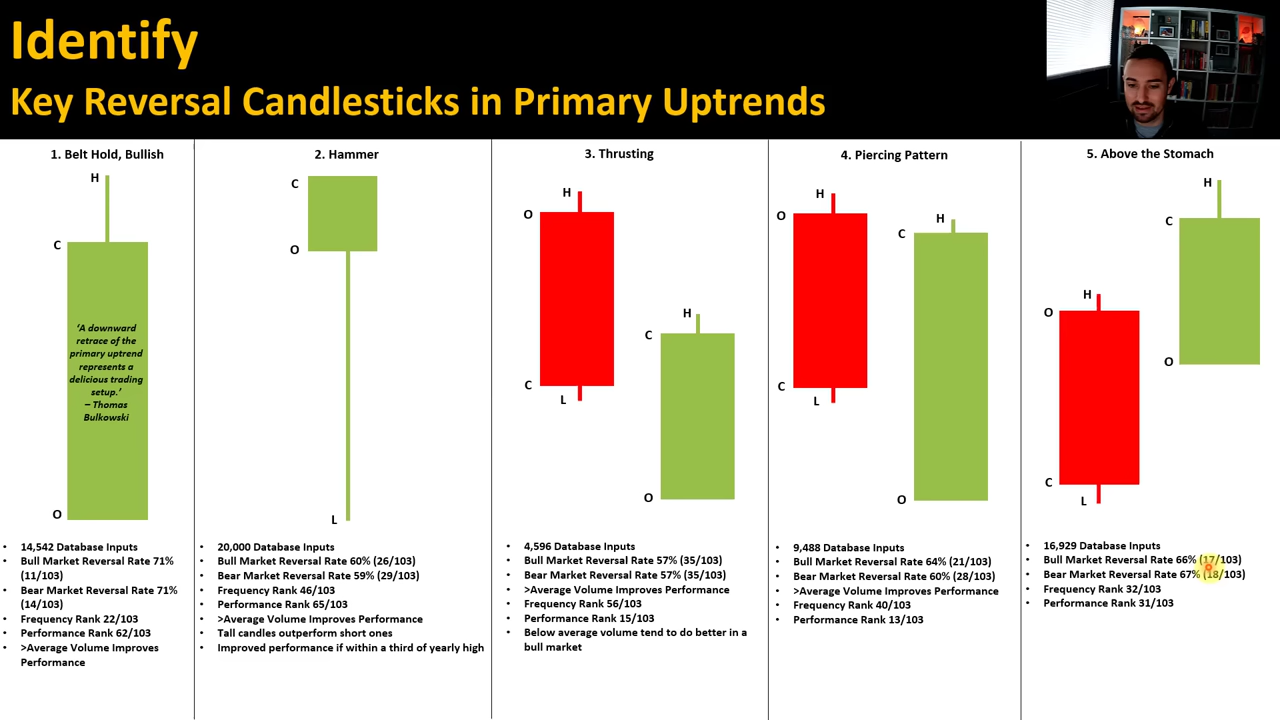 Identify
Key Reversal Candlesticks in Primary Uptrends
1. Belt Hold, Bullish
H
C
'A downward
retrace of the
primary uptrend
represents a
delicious trading
setup.'
– Thomas
Bulkowski
O
• 14,542 Database Inputs
• Bull Market Reversal Rate 71%
(11/103)
• Bear Market Reversal Rate 71%
(14/103)
• Frequency Rank 22/103
• Performance Rank 62/103
• >Average Volume Improves
Performance
2. Hammer
C
O
L
• 20,000 Database Inputs
• Bull Market Reversal Rate 60% (26/103)
• Bear Market Reversal Rate 59% (29/103)
• Frequency Rank 46/103
• Performance Rank 65/103
• >Average Volume Improves Performance
• Tall candles outperform short ones
• Improved performance if within a third of yearly high
3. Thrusting
H
O
H
C
C
L
O
• 4,596 Database Inputs
• Bull Market Reversal Rate 57% (35/103)
• Bear Market Reversal Rate 57% (35/103)
• >Average Volume Improves Performance
• Frequency Rank 56/103
• Performance Rank 15/103
• Below average volume tend to do better in a
bull market
4. Piercing Pattern
H
O
H
C
C
L
O
• 9,488 Database Inputs
• Bull Market Reversal Rate 64% (21/103)
• Bear Market Reversal Rate 60% (28/103)
• >Average Volume Improves Performance
• Frequency Rank 40/103
• Performance Rank 13/103
5. Above the Stomach
H
C
H
O
O
C
L
• 16,929 Database Inputs
• Bull Market Reversal Rate 66% (17/103)
• Bear Market Reversal Rate 67% (18/103)
• Frequency Rank 32/103
• Performance Rank 31/103